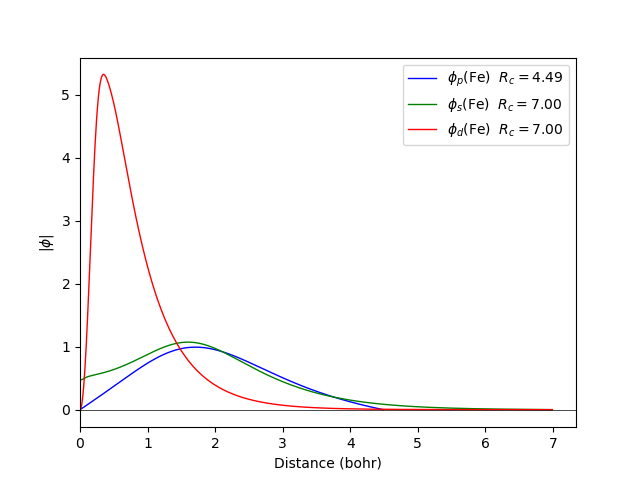 ϕp(Fe) Rc = 4.49
ϕs(Fe) Rc = 7.00
ϕd(Fe) Rc = 7.00
|ϕ|
5
4
3
2
1
0
0 1 2 3 4 5 6 7
Distance (bohr)